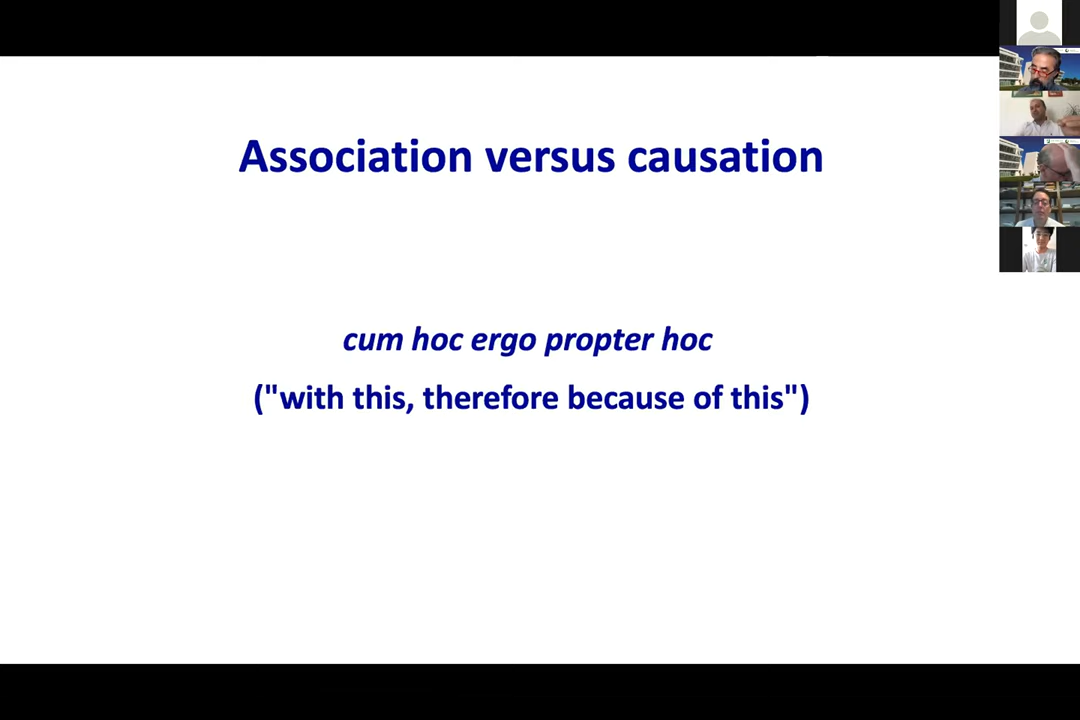 Association versus causation
cum hoc ergo propter hoc
("with this, therefore because of this")